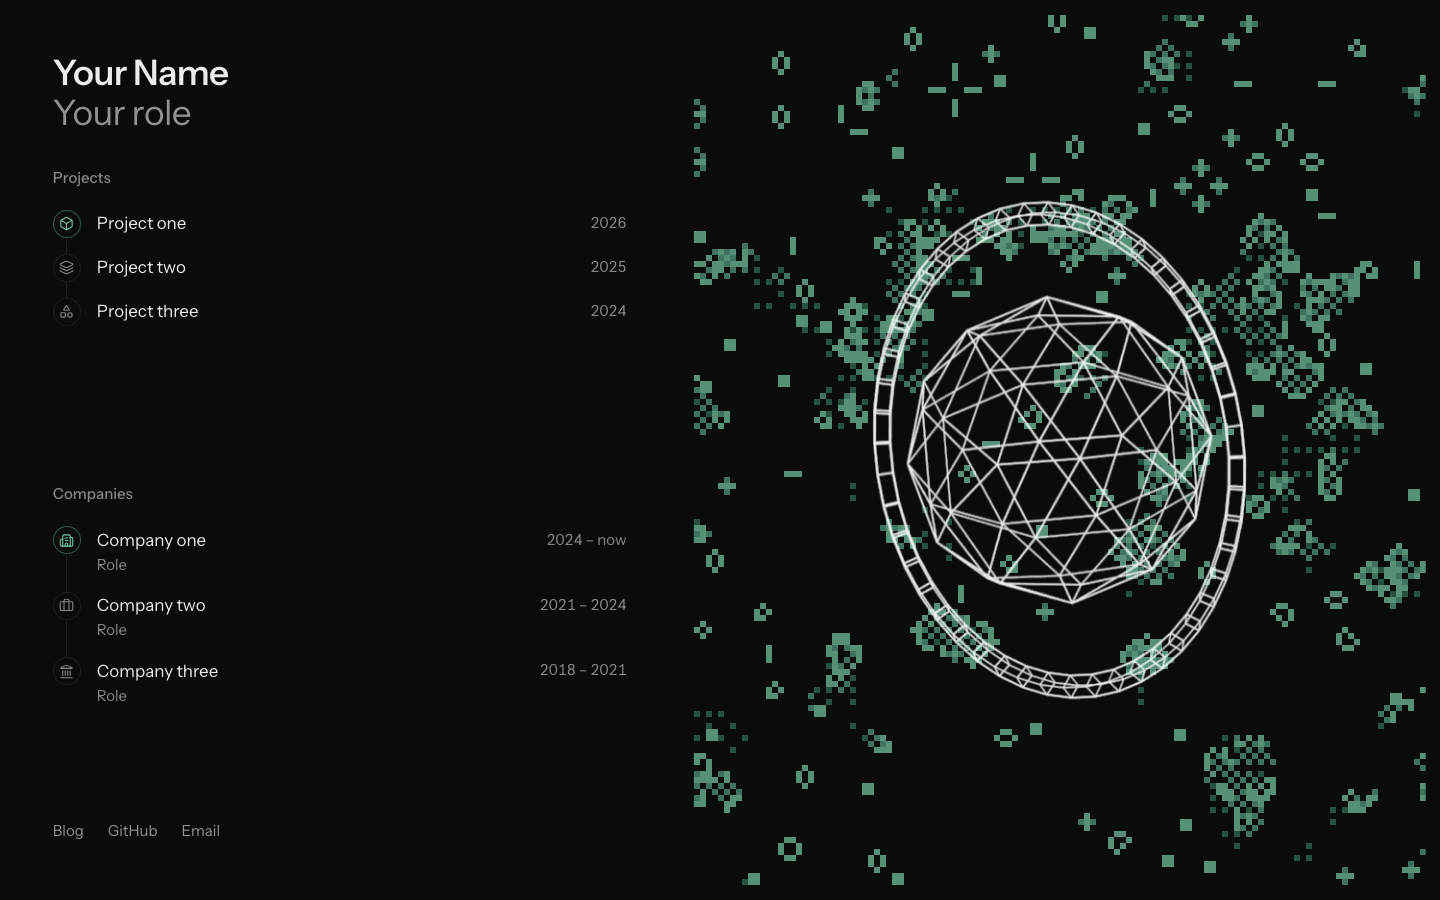 Your Name
Your role
Projects
Project one 2026
Project two 2025
Project three 2024
Companies
Company one 2024 – now
Role
Company two 2021 – 2024
Role
Company three 2018 – 2021
Role
Blog GitHub Email